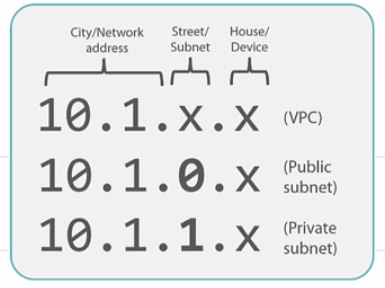 City/Network address
Street/ Subnet
House/ Device
10.1.x.x (VPC)
10.1.0.x (Public subnet)
10.1.1.x (Private subnet)